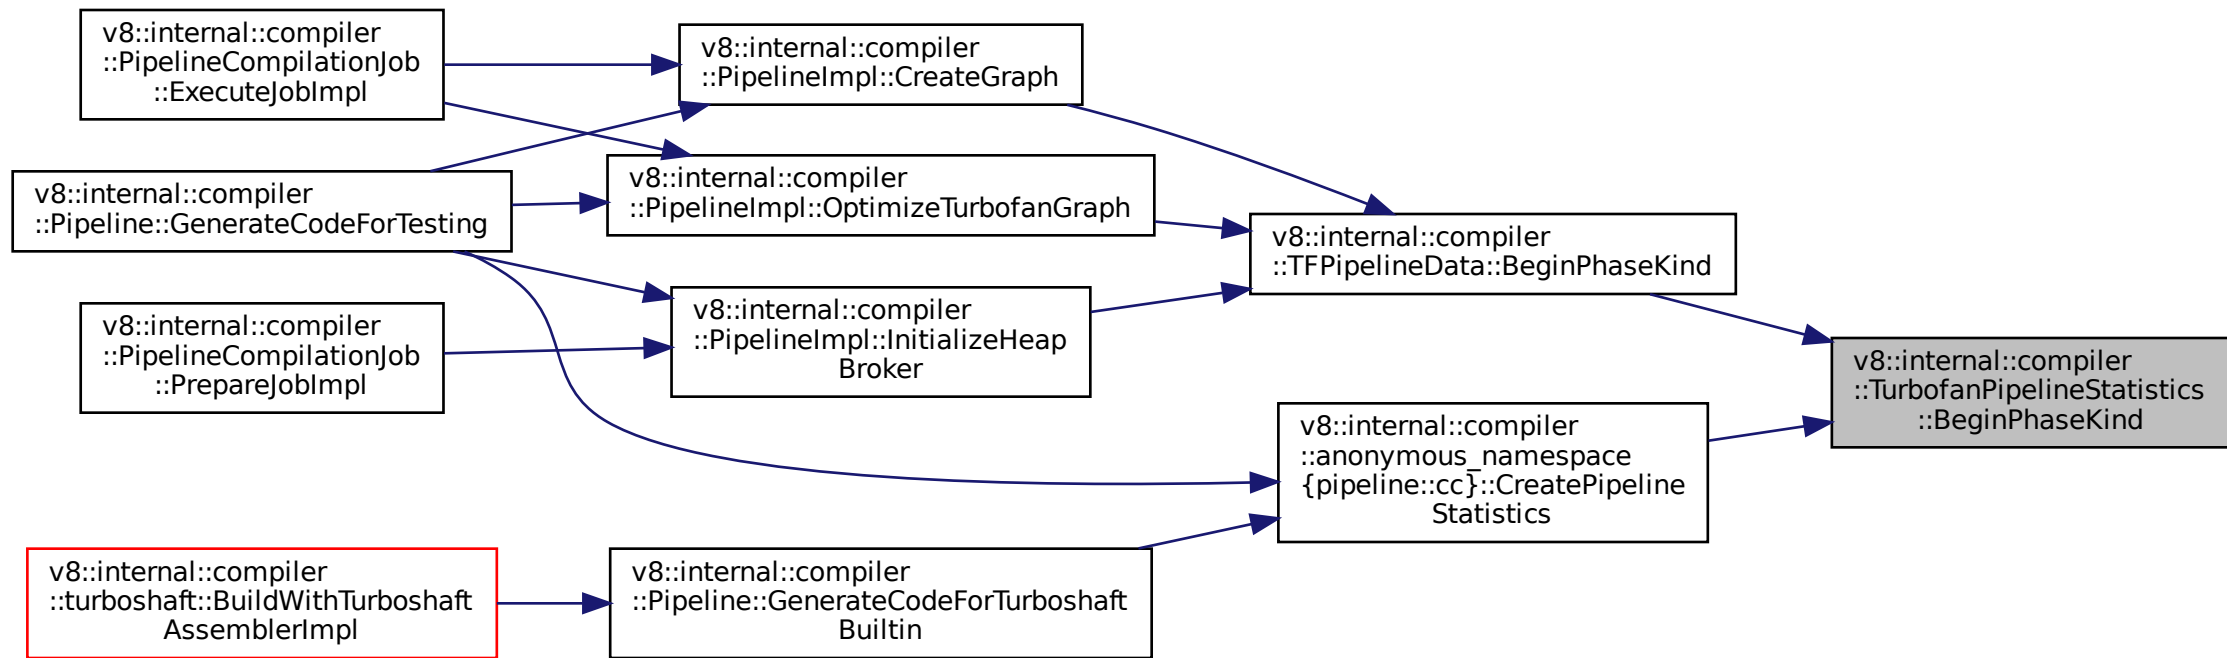 v8::internal::compiler
::PipelineCompilationJob
::ExecuteJobImpl
v8::internal::compiler
::PipelineImpl::CreateGraph
v8::internal::compiler
::Pipeline::GenerateCodeForTesting
v8::internal::compiler
::PipelineImpl::OptimizeTurbofanGraph
v8::internal::compiler
::TFPipelineData::BeginPhaseKind
v8::internal::compiler
::PipelineCompilationJob
::PrepareJobImpl
v8::internal::compiler
::PipelineImpl::InitializeHeap
Broker
v8::internal::compiler
::TurbofanPipelineStatistics
::BeginPhaseKind
v8::internal::compiler
::anonymous_namespace
{pipeline::cc}::CreatePipeline
Statistics
v8::internal::compiler
::turboshaft::BuildWithTurboshaft
AssemblerImpl
v8::internal::compiler
::Pipeline::GenerateCodeForTurboshaft
Builtin